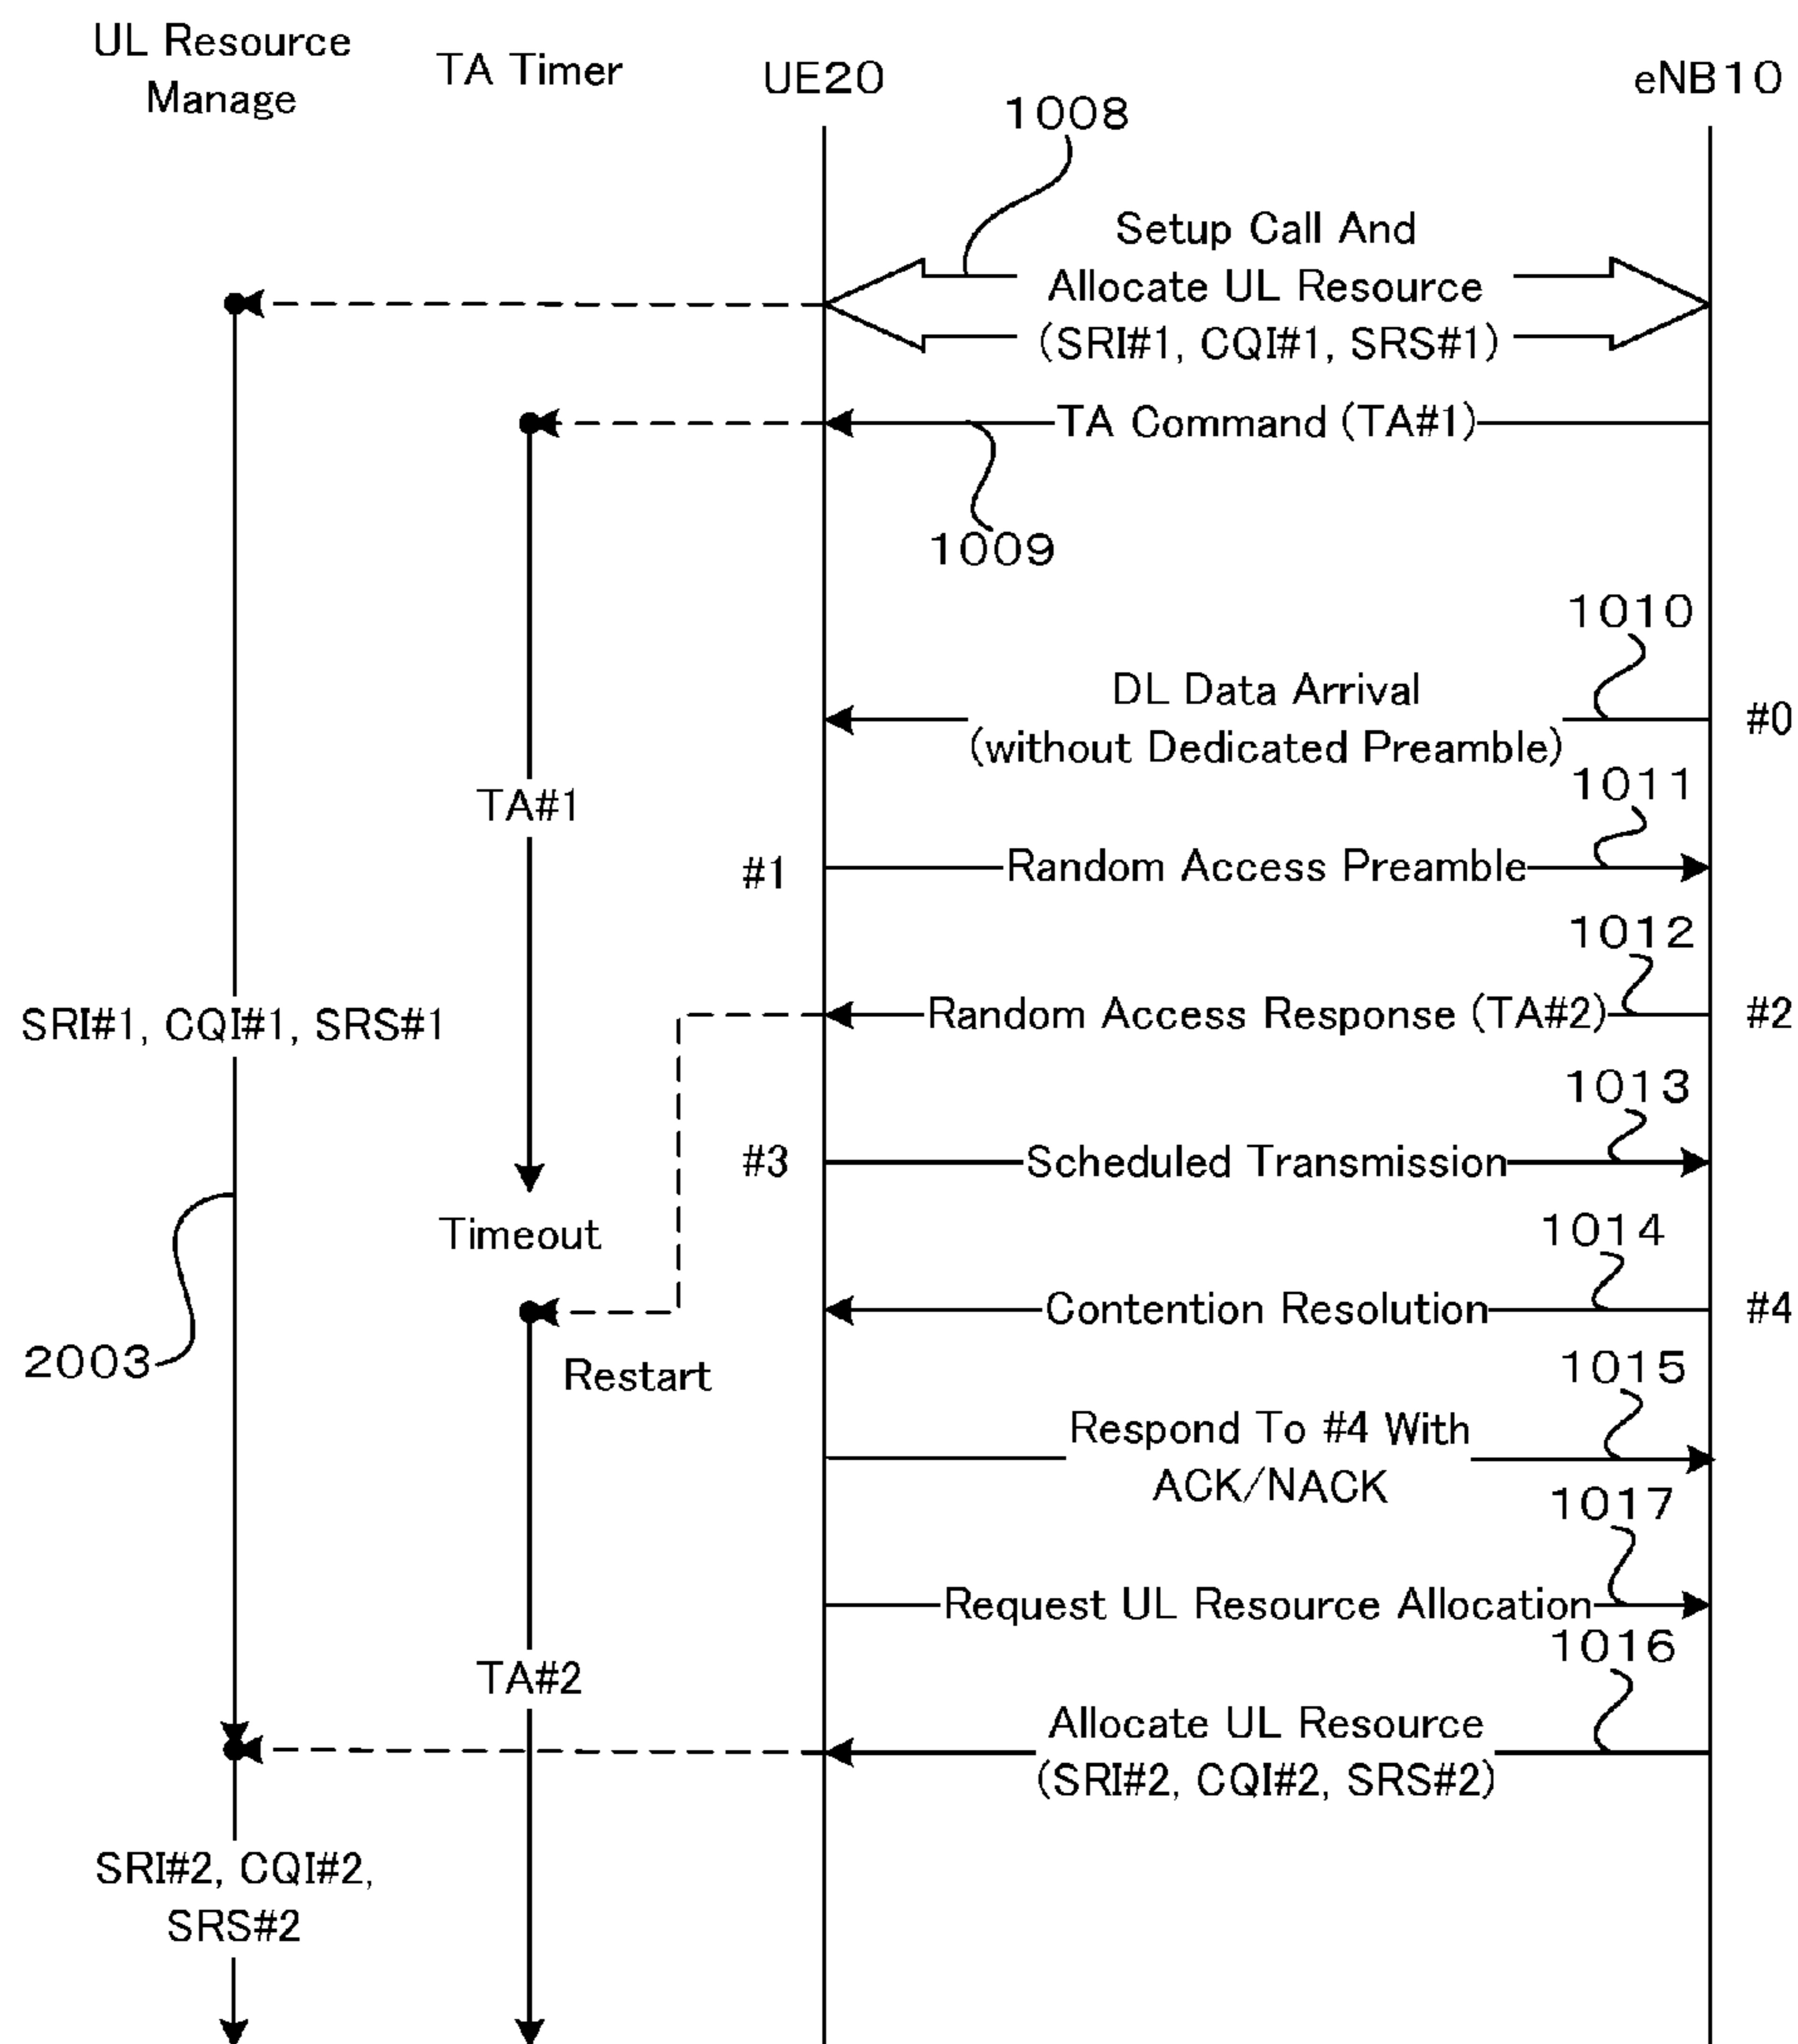 UL Resource
Manage
TA Timer
UE20
eNB10
1008
Setup Call And
Allocate UL Resource
(SRI#1, CQI#1, SRS#1)
TA Command (TA#1)
1009
1010
DL Data Arrival
(without Dedicated Preamble)
#0
1011
TA#1
#1
Random Access Preamble
1012
SRI#1, CQI#1, SRS#1
Random Access Response (TA#2)
#2
1013
#3
Scheduled Transmission
Timeout
1014
Contention Resolution
#4
2003
Restart
1015
Respond To #4 With
ACK/NACK
1017
Request UL Resource Allocation
1016
TA#2
Allocate UL Resource
(SRI#2, CQI#2, SRS#2)
SRI#2, CQI#2,
SRS#2